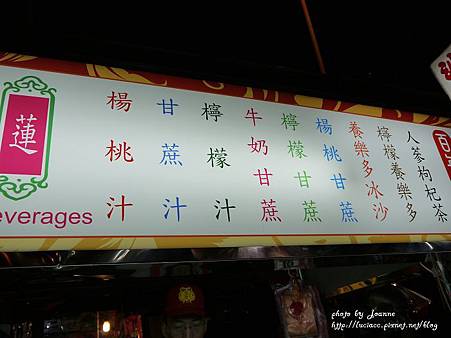 人參枸杞茶
檸檬養樂多
養樂多冰沙
楊桃甘蔗
檸檬甘蔗
牛奶甘蔗
檸檬汁
甘蔗汁
楊桃汁
蓮
everages
photo by Joanne
http://luciacc.pixnet.net/blog